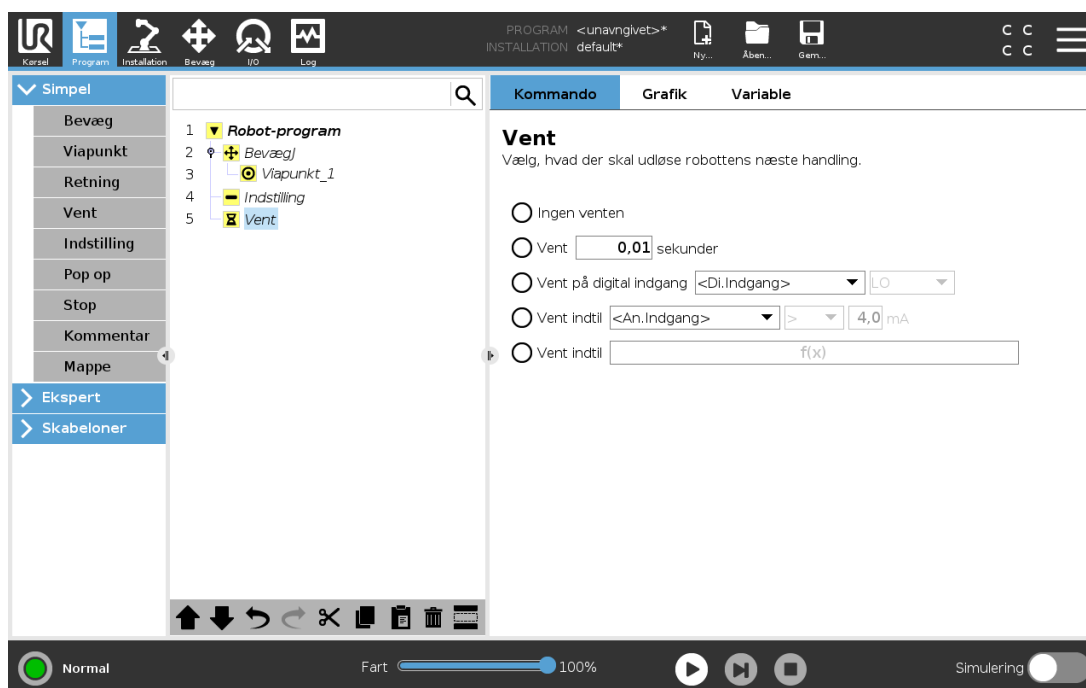 UR
PROGRAM <unavngivet>*
INSTALLATION default*
Kørsel Program Installation Bevæg I/O Log
Ny... Åben... Gem...
C C
C C
Simpel
Bevæg
Viapunkt
Retning
Vent
Indstilling
Pop op
Stop
Kommentar
Mappe
Ekspert
Skabeloner
1 Robot-program
2 BevægJ
3 Viapunkt_1
4 Indstilling
5 Vent
Kommando Grafik Variable
Vent
Vælg, hvad der skal udløse robottens næste handling.
Ingen venten
Vent 0,01 sekunder
Vent på digital indgang <Di.Indgang> LO
Vent indtil <An.Indgang> > 4,0 mA
Vent indtil f(x)
Normal
Fart 100%
Simulering